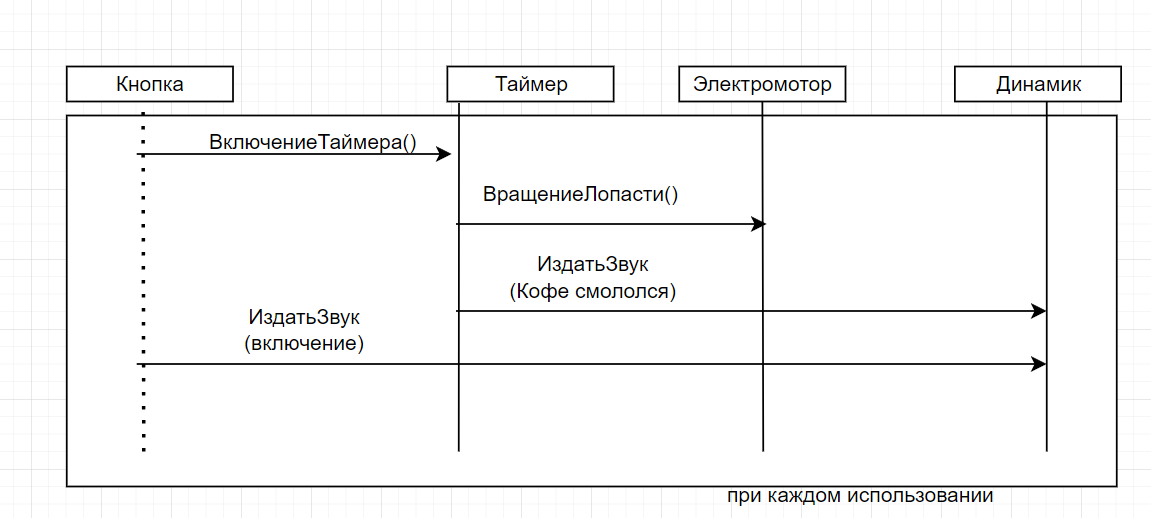 Кнопка
Таймер
Электромотор
Динамик
ВключениеТаймера()
ВращениеЛопасти()
ИздатьЗвук
(Кофе смололся)
ИздатьЗвук
(включение)
при каждом использовании